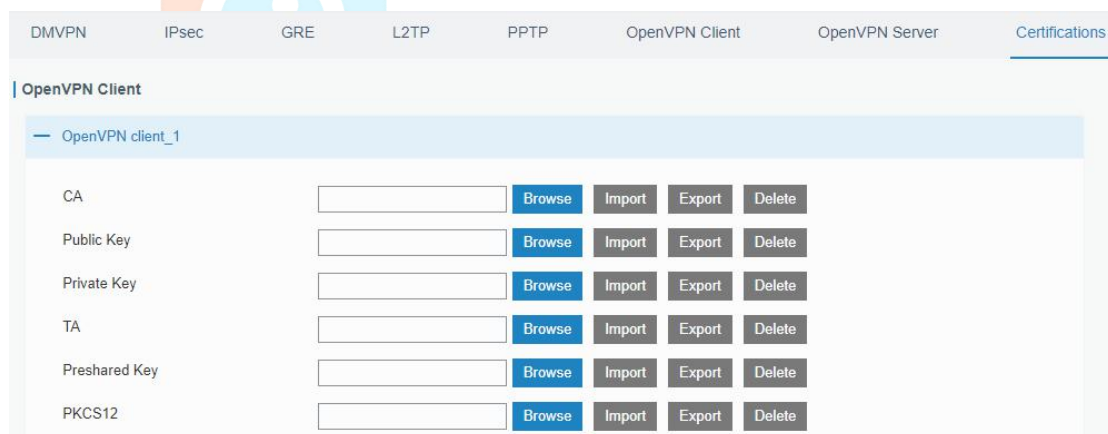 DMVPN IPsec GRE L2TP PPTP OpenVPN Client OpenVPN Server Certifications
OpenVPN Client
OpenVPN client_1
CA Browse Import Export Delete
Public Key Browse Import Export Delete
Private Key Browse Import Export Delete
TA Browse Import Export Delete
Preshared Key Browse Import Export Delete
PKCS12 Browse Import Export Delete